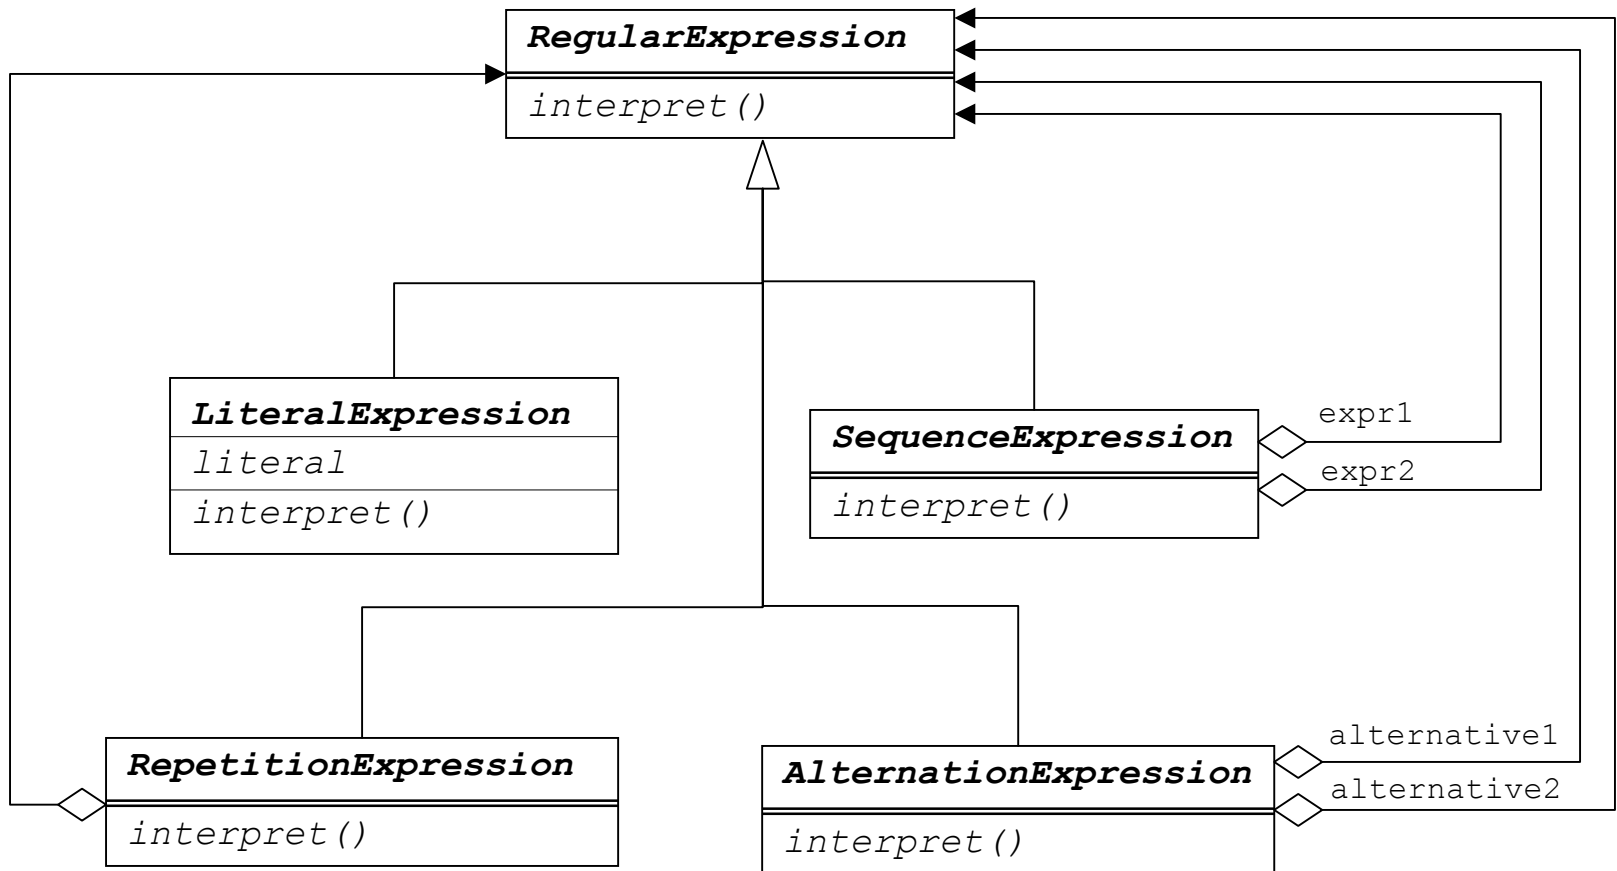 RegularExpression
interpret()
LiteralExpression
literal
interpret()
SequenceExpression
interpret()
expr1
expr2
RepetitionExpression
interpret()
AlternationExpression
interpret()
alternative1
alternative2